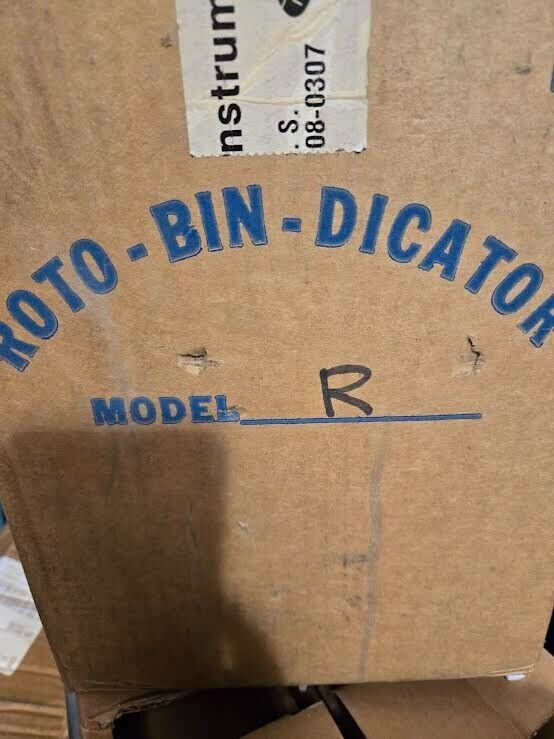 nstrum
. S.
08-0307
ROTO-BIN-DICATOR
MODEL R